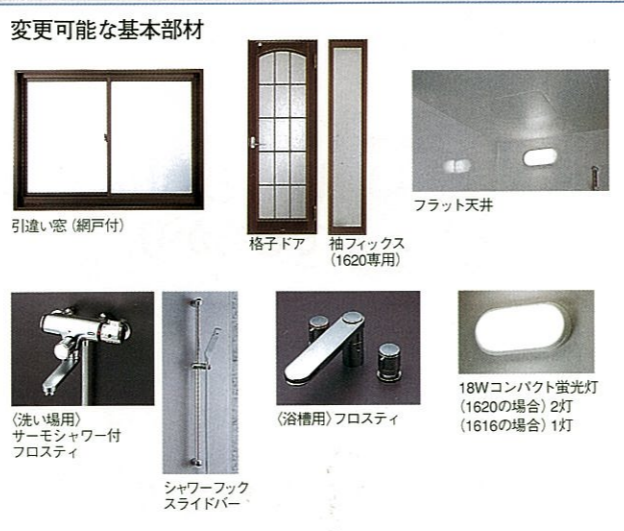 変更可能な基本部材
引違い窓（網戸付）
格子ドア
袖フィックス
（1620専用）
フラット天井
〈洗い場用〉
サーモシャワー付
フロスティ
シャワーフック
スライドバー
〈浴槽用〉フロスティ
18Wコンパクト蛍光灯
（1620の場合）2灯
（1616の場合）1灯